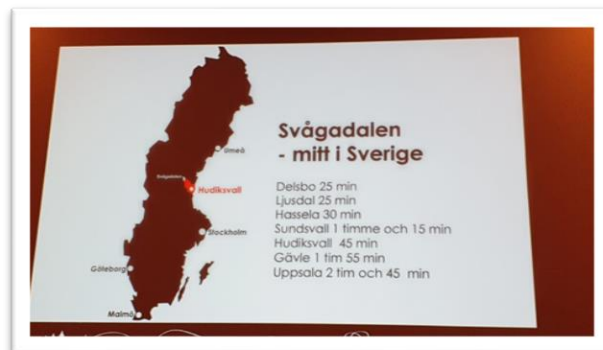 Svågadalen
- mitt i Sverige
Delsbo 25 min
Ljusdal 25 min
Hassela 30 min
Sundsvall 1 timme och 15 min
Hudiksvall 45 min
Gävle 1 tim 55 min
Uppsala 2 tim och 45 min
Umeå
Svågadalen
Hudiksvall
Stockholm
Göteborg
Malmö